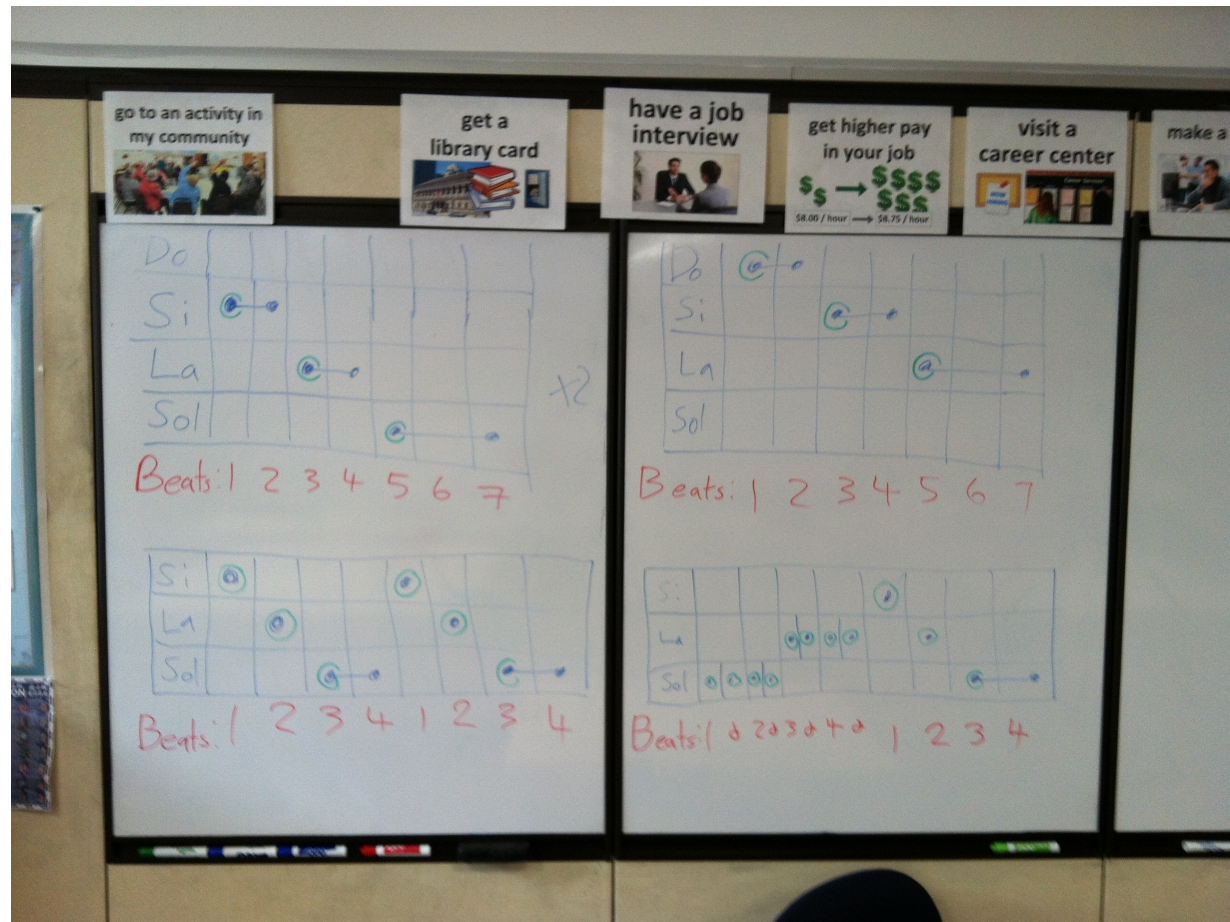 go to an activity in
my community
get a
library card
have a job
interview
get higher pay
in your job
$$ → $$$$
$$$
$8.00 / hour → $8.75 / hour
visit a
career center
make a
Do
Si
La
Sol
x2
Beats: 1 2 3 4 5 6 7
Do
Si
La
Sol
Beats: 1 2 3 4 5 6 7
Si
La
Sol
Beats: 1 2 3 4 1 2 3 4
Si
La
Sol
Beats: 1 & 2 & 3 & 4 & 1 2 3 4